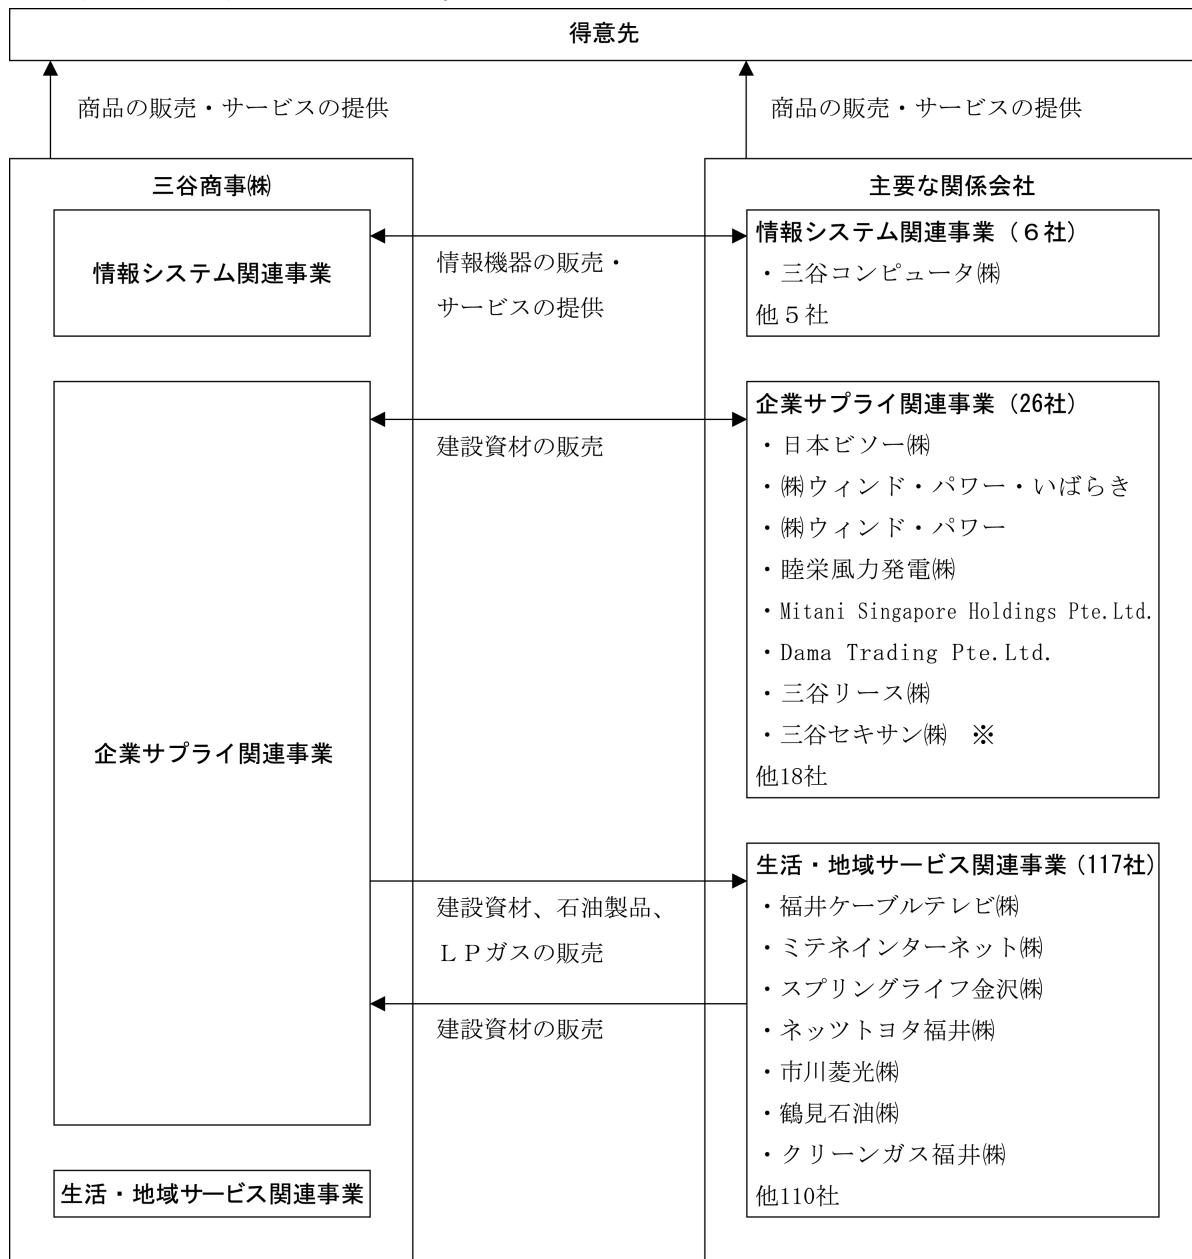 得意先
商品の販売・サービスの提供
商品の販売・サービスの提供
三谷商事㈱
主要な関係会社
情報システム関連事業
情報機器の販売・
サービスの提供
情報システム関連事業（６社）
・三谷コンピュータ㈱
他５社
企業サプライ関連事業
建設資材の販売
企業サプライ関連事業（26社）
・日本ビソー㈱
・㈱ウィンド・パワー・いばらき
・㈱ウィンド・パワー
・睦栄風力発電㈱
・Mitani Singapore Holdings Pte.Ltd.
・Dama Trading Pte.Ltd.
・三谷リース㈱
・三谷セキサン㈱　※
他18社
建設資材、石油製品、
ＬＰガスの販売
建設資材の販売
生活・地域サービス関連事業（117社）
・福井ケーブルテレビ㈱
・ミテネインターネット㈱
・スプリングライフ金沢㈱
・ネッツトヨタ福井㈱
・市川菱光㈱
・鶴見石油㈱
・クリーンガス福井㈱
他110社
生活・地域サービス関連事業